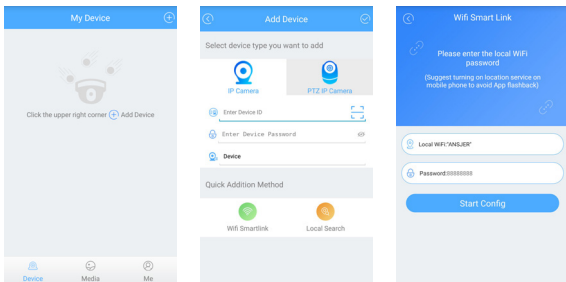 My Device
Click the upper right corner Add Device
Device
Media
Me
Add Device
Select device type you want to add
IP Camera
PTZ IP Camera
Enter Device ID
Enter Device Password
Device
Quick Addition Method
Wifi Smartlink
Local Search
Wifi Smart Link
Please enter the local WiFi
password
(Suggest turning on location service on
mobile phone to avoid App flashback)
Local WiFi:"ANSJER"
Password:88888888
Start Config